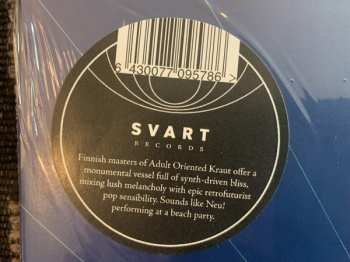 6 430077 095786 >
SVART
RECORDS
Finnish masters of Adult Oriented Kraut offer a
monumental vessel full of synth-driven bliss,
mixing lush melancholy with epic retrofuturist
pop sensibility. Sounds like Neu!
performing at a beach party.